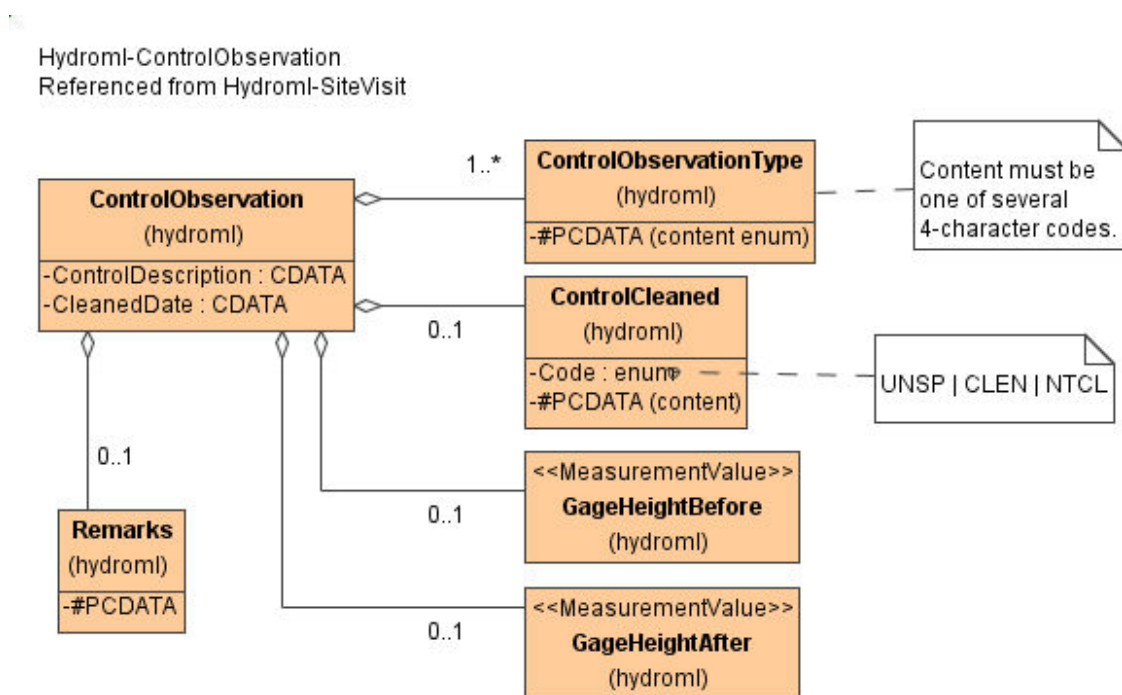 Hydroml-ControlObservation
Referenced from Hydroml-SiteVisit
ControlObservation
(hydroml)
-ControlDescription : CDATA
-CleanedDate : CDATA
1..*
ControlObservationType
(hydroml)
-#PCDATA (content enum)
Content must be
one of several
4-character codes.
0..1
ControlCleaned
(hydroml)
-Code : enum
-#PCDATA (content)
UNSP | CLEN | NTCL
0..1
<<MeasurementValue>>
GageHeightBefore
(hydroml)
0..1
Remarks
(hydroml)
-#PCDATA
0..1
<<MeasurementValue>>
GageHeightAfter
(hydroml)